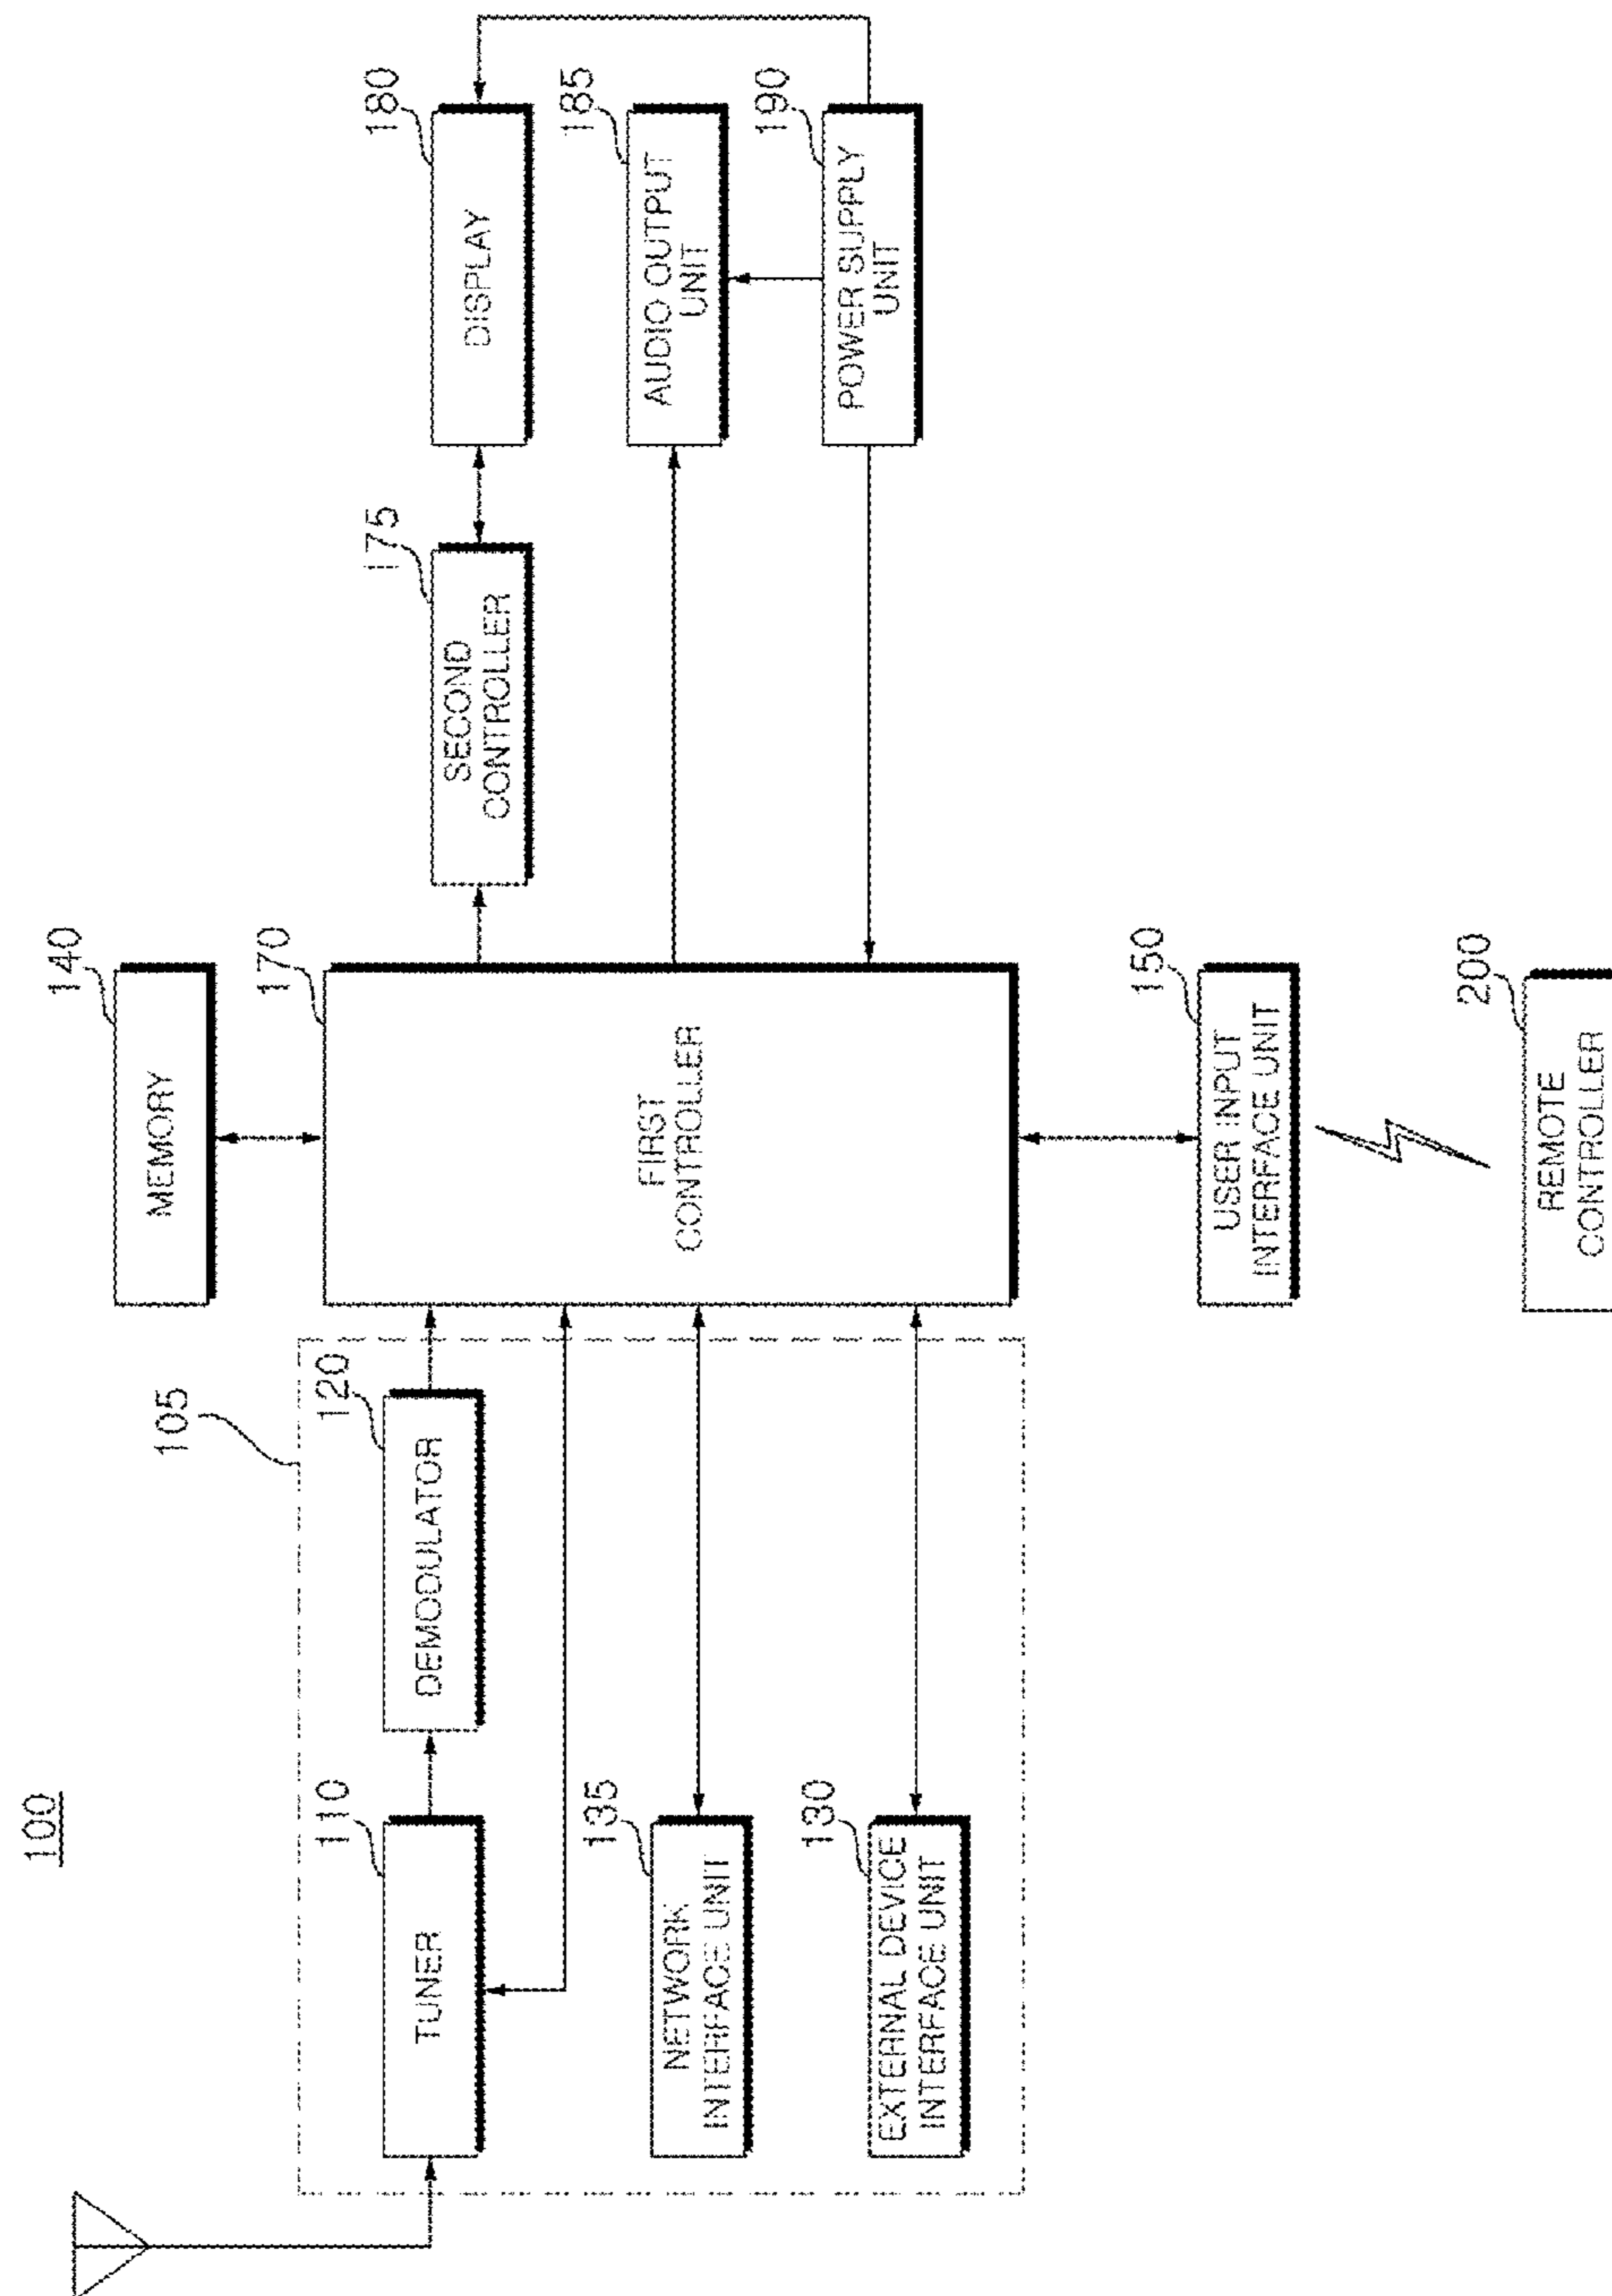 100
105
110
TUNER
120
DEMODULATOR
135
NETWORK
INTERFACE UNIT
130
EXTERNAL DEVICE
INTERFACE UNIT
140
MEMORY
170
FIRST
CONTROLLER
150
USER INPUT
INTERFACE UNIT
200
REMOTE
CONTROLLER
175
SECOND
CONTROLLER
180
DISPLAY
185
AUDIO OUTPUT
UNIT
190
POWER SUPPLY
UNIT